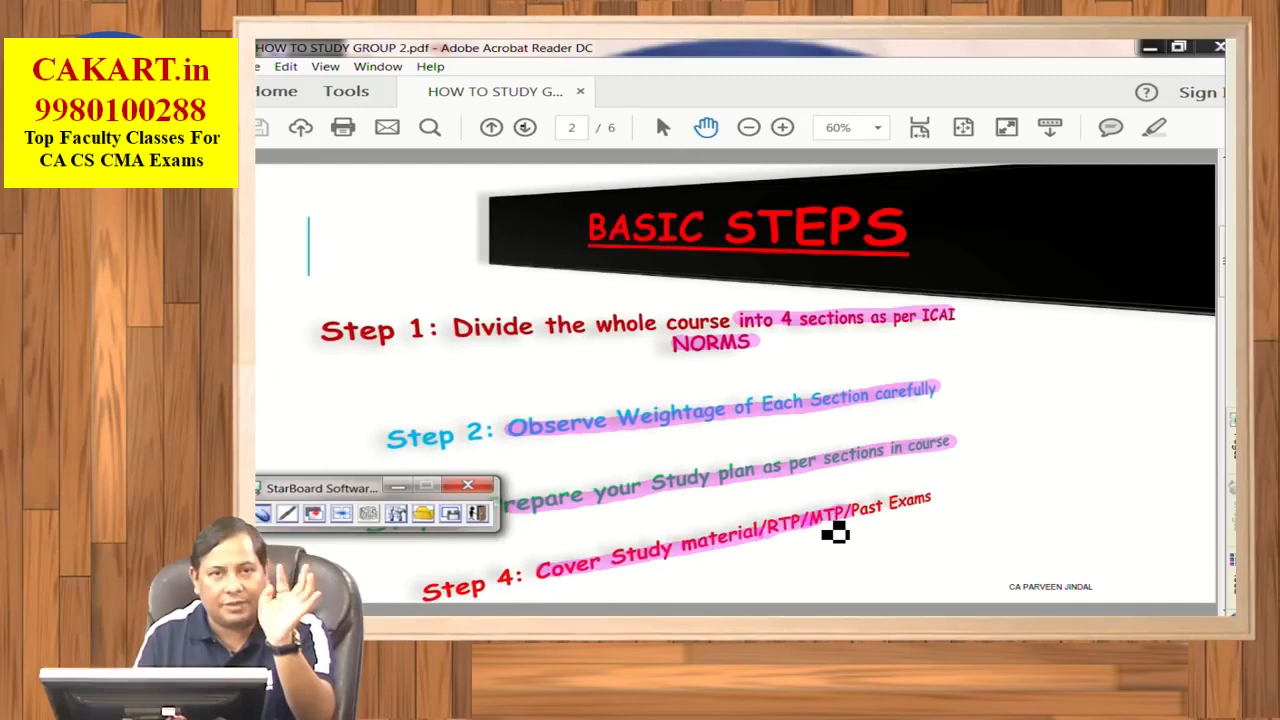 CAKART.in
9980100288
Top Faculty Classes For
CA CS CMA Exams
HOW TO STUDY GROUP 2.pdf - Adobe Acrobat Reader DC
Edit View Window Help
Home Tools HOW TO STUDY G...
2 / 6 60% Sign
BASIC STEPS
Step 1: Divide the whole course into 4 sections as per ICAI
NORMS
Step 2: Observe Weightage of Each Section carefully
Prepare your Study plan as per sections in course
StarBoard Softwar...
Step 4: Cover Study material/RTP/MTP/Past Exams
CA PARVEEN JINDAL